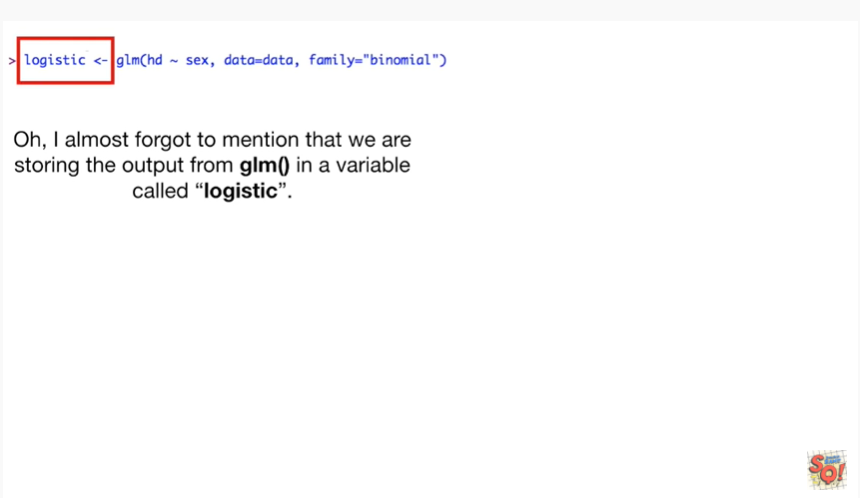 > logistic <- glm(hd ~ sex, data=data, family="binomial")
Oh, I almost forgot to mention that we are
storing the output from glm() in a variable
called “logistic”.
SQ!